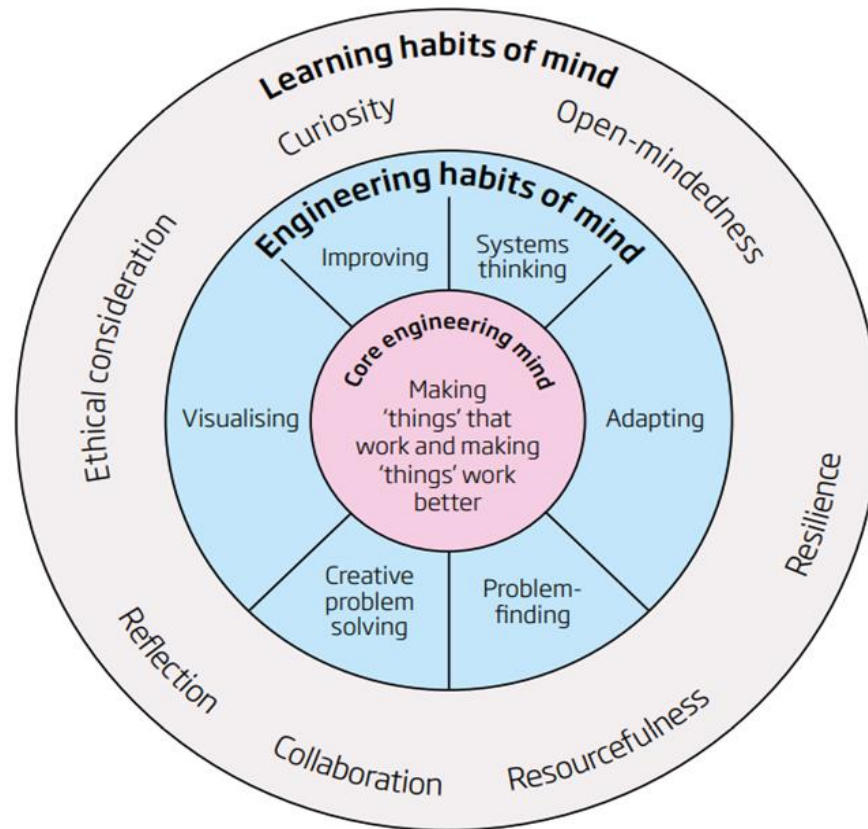 Learning habits of mind
Curiosity
Open-mindedness
Resilience
Resourcefulness
Collaboration
Reflection
Ethical consideration
Engineering habits of mind
Improving
Systems
thinking
Adapting
Problem-
finding
Creative
problem
solving
Visualising
Core engineering mind
Making
‘things’ that
work and making
‘things’ work
better